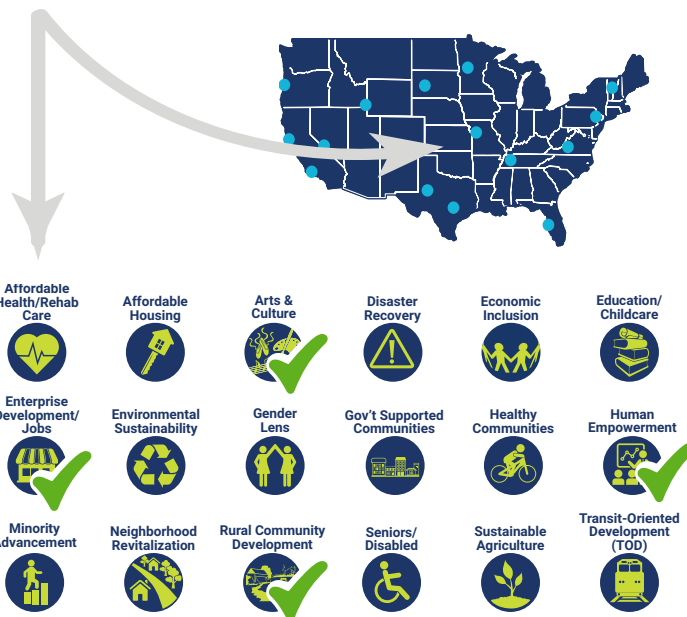 Affordable
Health/Rehab
Care
Affordable
Housing
Arts &
Culture
Disaster
Recovery
Economic
Inclusion
Education/
Childcare
Enterprise
Development/
Jobs
Environmental
Sustainability
Gender
Lens
Gov't Supported
Communities
Healthy
Communities
Human
Empowerment
Minority
Advancement
Neighborhood
Revitalization
Rural Community
Development
Seniors/
Disabled
Sustainable
Agriculture
Transit-Oriented
Development
(TOD)